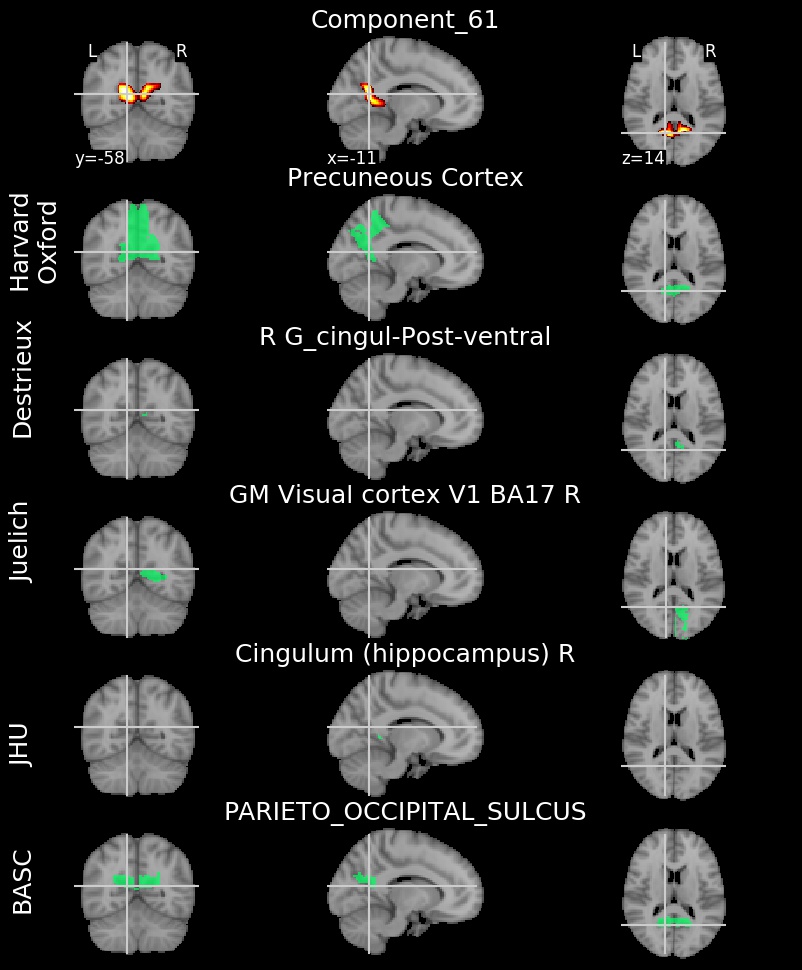 Component_61
L R
L R
y=-58
x=-11
z=14
Precuneous Cortex
Harvard
Oxford
R G_cingul-Post-ventral
Destrieux
GM Visual cortex V1 BA17 R
Juelich
Cingulum (hippocampus) R
JHU
PARIETO_OCCIPITAL_SULCUS
BASC